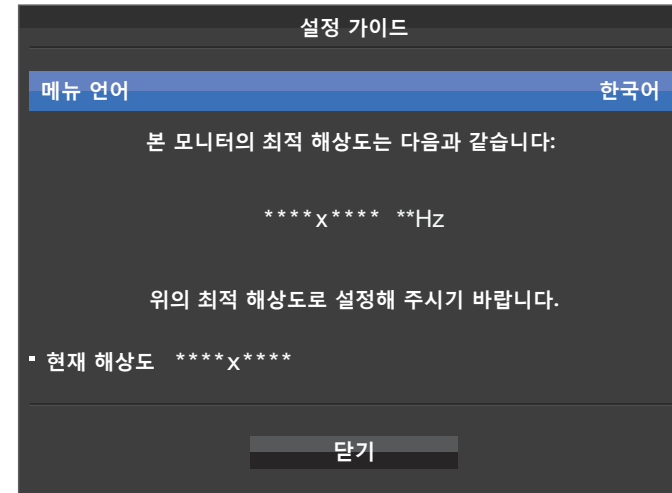 설정 가이드
메뉴 언어 한국어
본 모니터의 최적 해상도는 다음과 같습니다:
****x**** **Hz
위의 최적 해상도로 설정해 주시기 바랍니다.
▪ 현재 해상도 ****x****
닫기